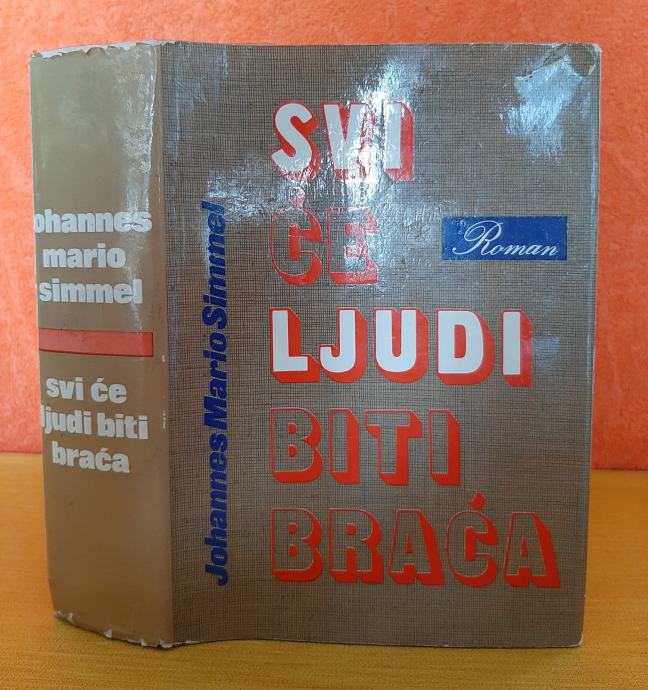 johannes
mario
simmel
svi će
ljudi biti
braća
Johannes Mario Simmel
SVI
ĆE
LJUDI
BITI
BRAĆA
Roman